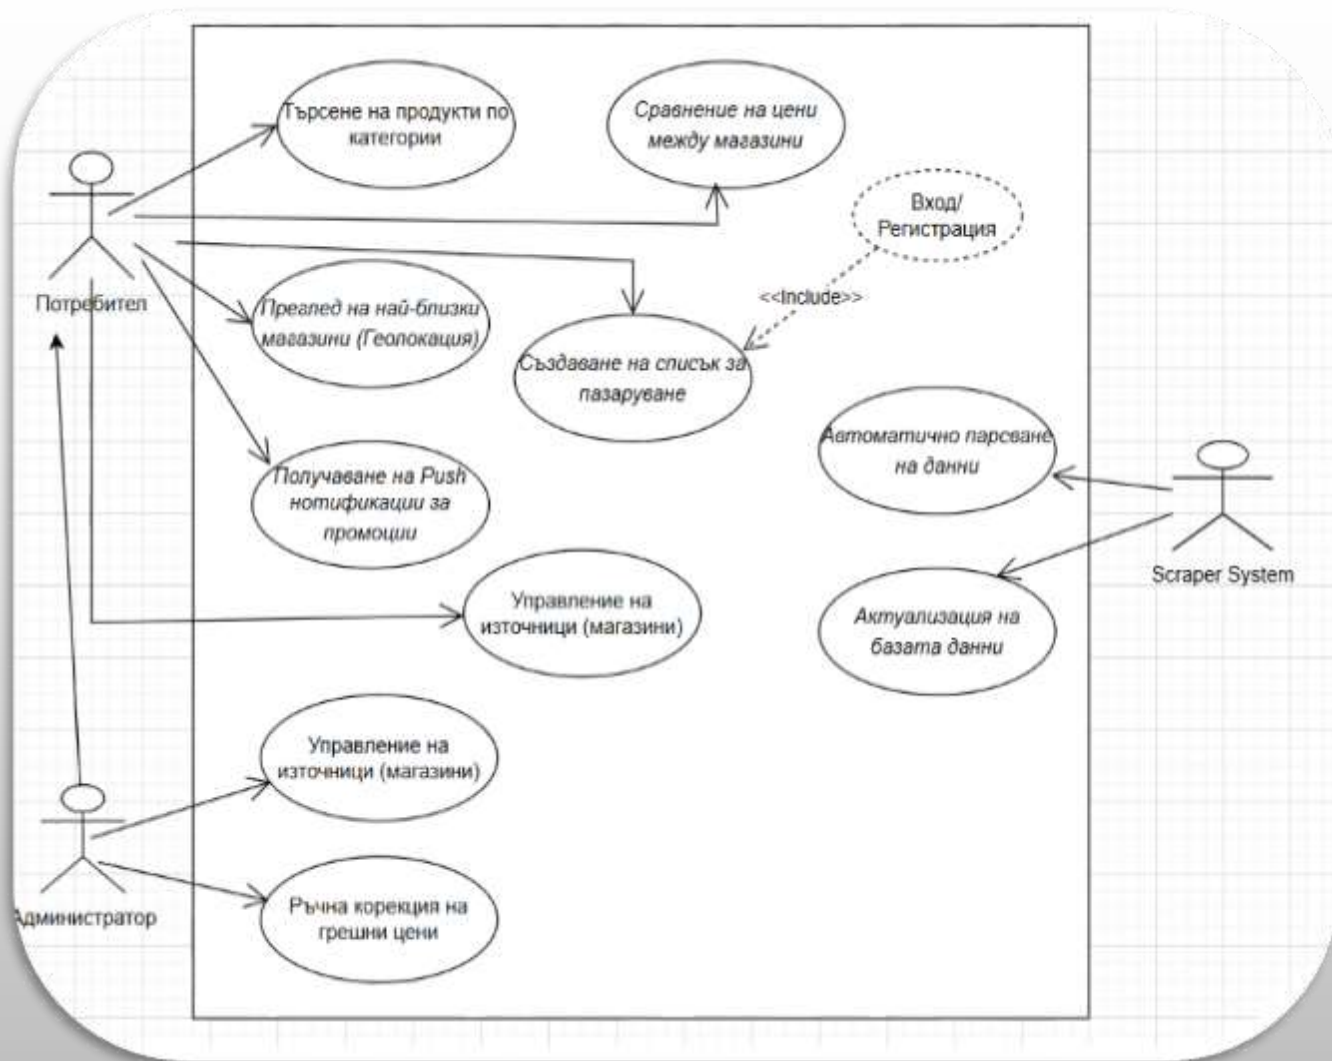 Търсене на продукти по
категории
Сравнение на цени
между магазини
Вход/
Регистрация
Потребител
<<Include>>
Преглед на най-близки
магазини (Геолокация)
Създаване на списък за
пазаруване
Автоматично парсване
на данни
Получаване на Push
нотификации за
промоции
Scraper System
Управление на
източници (магазини)
Актуализация на
базата данни
Управление на
източници (магазини)
Администратор
Ръчна корекция на
грешни цени